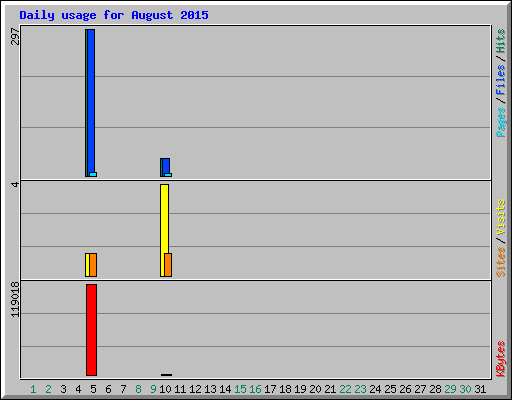 Daily usage for August 2015
297
Pages / Files / Hits
4
Sites / Visits
119018
KBytes
1 2 3 4 5 6 7 8 9 10 11 12 13 14 15 16 17 18 19 20 21 22 23 24 25 26 27 28 29 30 31